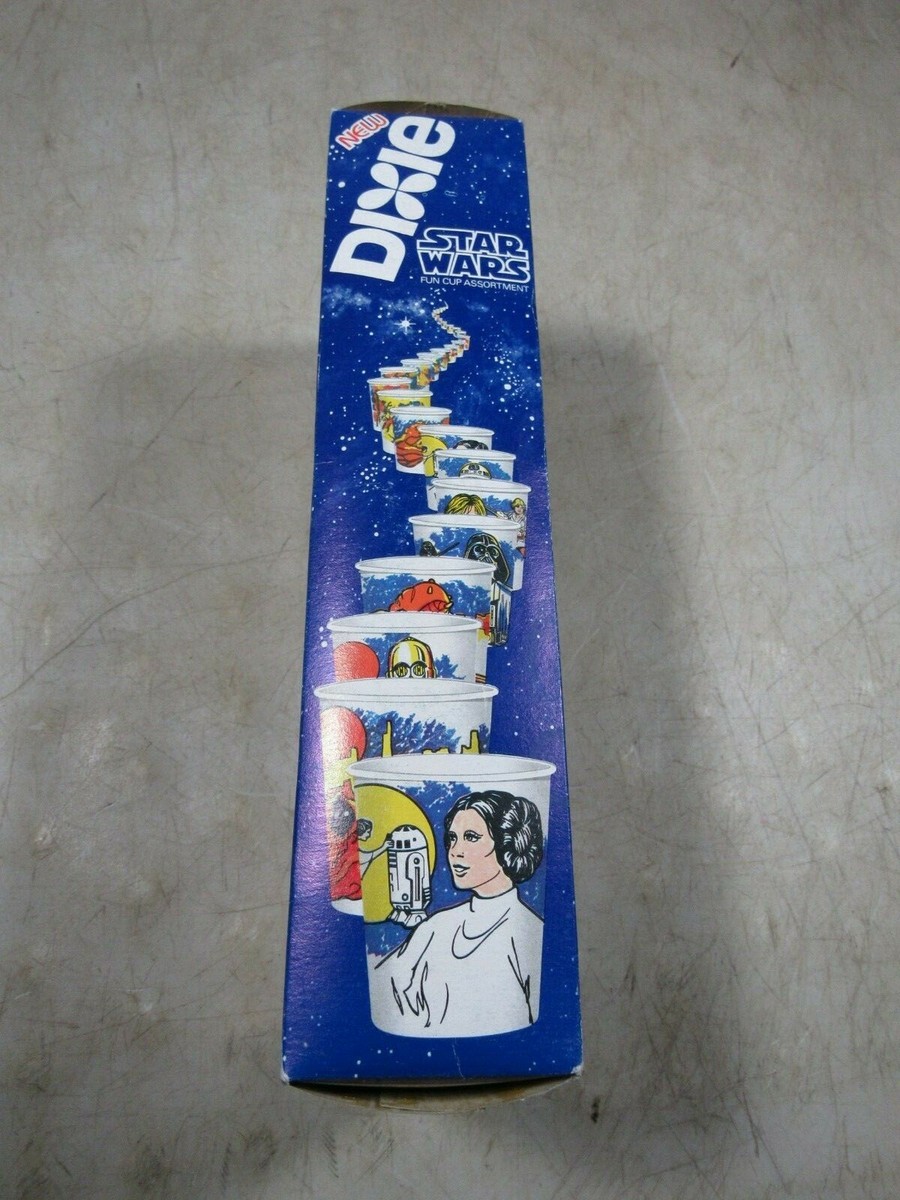 NEW
DIXIE
STAR
WARS
FUN CUP ASSORTMENT